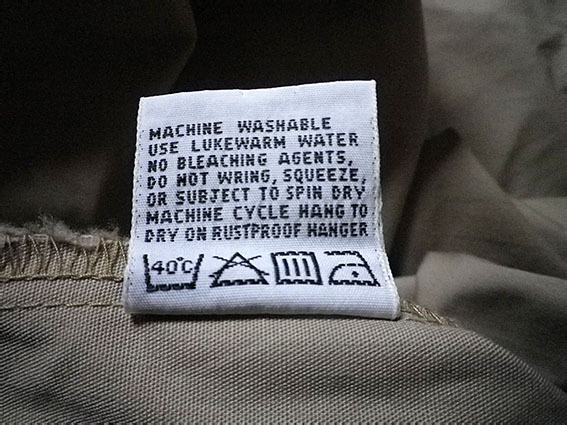 MACHINE WASHABLE
USE LUKEWARM WATER
NO BLEACHING AGENTS,
DO NOT WRING, SQUEEZE,
OR SUBJECT TO SPIN DRY
MACHINE CYCLE HANG TO
DRY ON RUSTPROOF HANGER
40°C